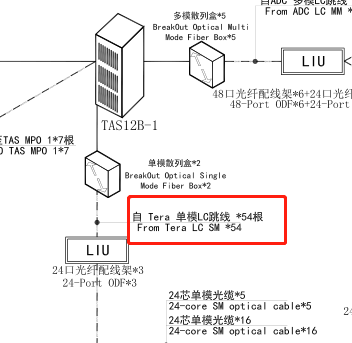 自ADC 多模LC跳线
From ADC LC MM *
多模散列盒*5
BreakOut Optical Multi
Mode Fiber Box*5
LIU
48口光纤配线架*6+24口光纤
48-Port ODF*6+24-Port
TAS12B-1
至TAS MPO 1*7根
O TAS MPO 1*7
单模散列盒*2
BreakOut Optical Single
Mode Fiber Box*2
自 Tera 单模LC跳线 *54根
From Tera LC SM *54
LIU
24口光纤配线架*3
24-Port ODF*3
24芯单模光缆*5
24-core SM optical cable*5
24芯单模光缆*16
24-core SM optical cable*16
24